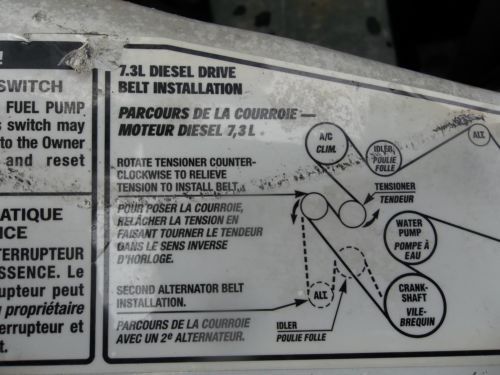 !
SWITCH
FUEL PUMP
s switch may
to the Owner
and reset
ATIQUE
NCE
INTERRUPTEUR
ESSENCE. Le
rupteur peut
u propriétaire
terrupteur et
t.
7.3L DIESEL DRIVE
BELT INSTALLATION
PARCOURS DE LA COURROIE —
MOTEUR DIESEL 7,3 L
ROTATE TENSIONER COUNTER-
CLOCKWISE TO RELIEVE
TENSION TO INSTALL BELT.
POUR POSER LA COURROIE,
RELÂCHER LA TENSION EN
FAISANT TOURNER LE TENDEUR
DANS LE SENS INVERSE
D'HORLOGE.
SECOND ALTERNATOR BELT
INSTALLATION.
PARCOURS DE LA COURROIE
AVEC UN 2e ALTERNATEUR.
A/C
CLIM.
IDLER
POULIE
FOLLE
ALT.
TENSIONER
TENDEUR
WATER
PUMP
POMPE À
EAU
CRANK-
SHAFT
VILE-
BREQUIN
ALT.
IDLER
POULIE FOLLE